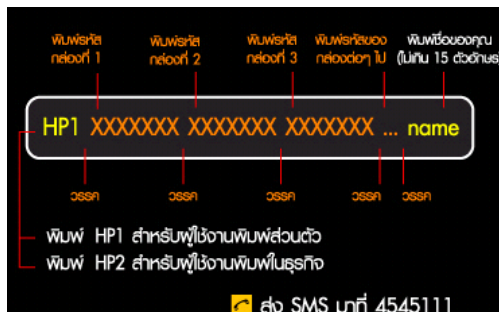 พิมพ์รหัส พิมพ์รหัส พิมพ์รหัส พิมพ์รหัสของ พิมพ์ชื่อของคุณ
กล่องที่ 1 กล่องที่ 2 กล่องที่ 3 กล่องต่อๆ ไป (ไม่เกิน 15 ตัวอักษร
HP1 XXXXXXX XXXXXXX XXXXXXX ... name
วรรค วรรค วรรค วรรค วรรค
พิมพ์ HP1 สำหรับผู้ใช้งานพิมพ์ส่วนตัว
พิมพ์ HP2 สำหรับผู้ใช้งานพิมพ์ในธุรกิจ
ส่ง SMS มาที่ 4545111